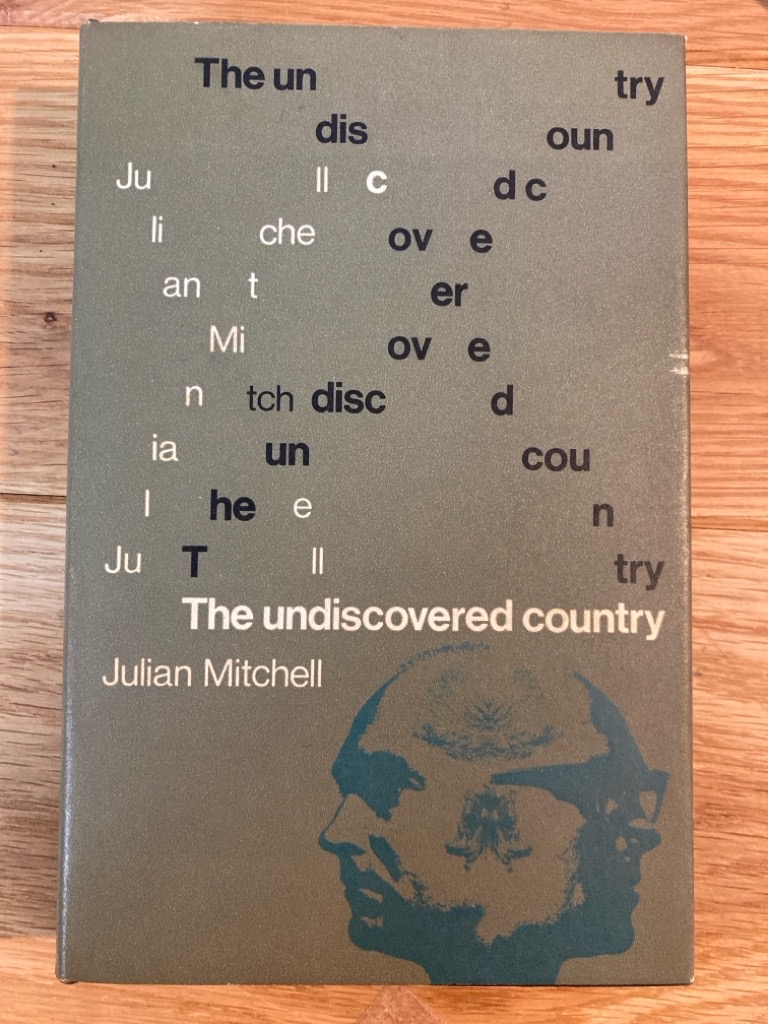 The un try
dis oun
Ju ll c d c
li che ov e
an t er
Mi ov e
n tch disc d
ia un cou
l he e n
Ju T ll try
The undiscovered country
Julian Mitchell